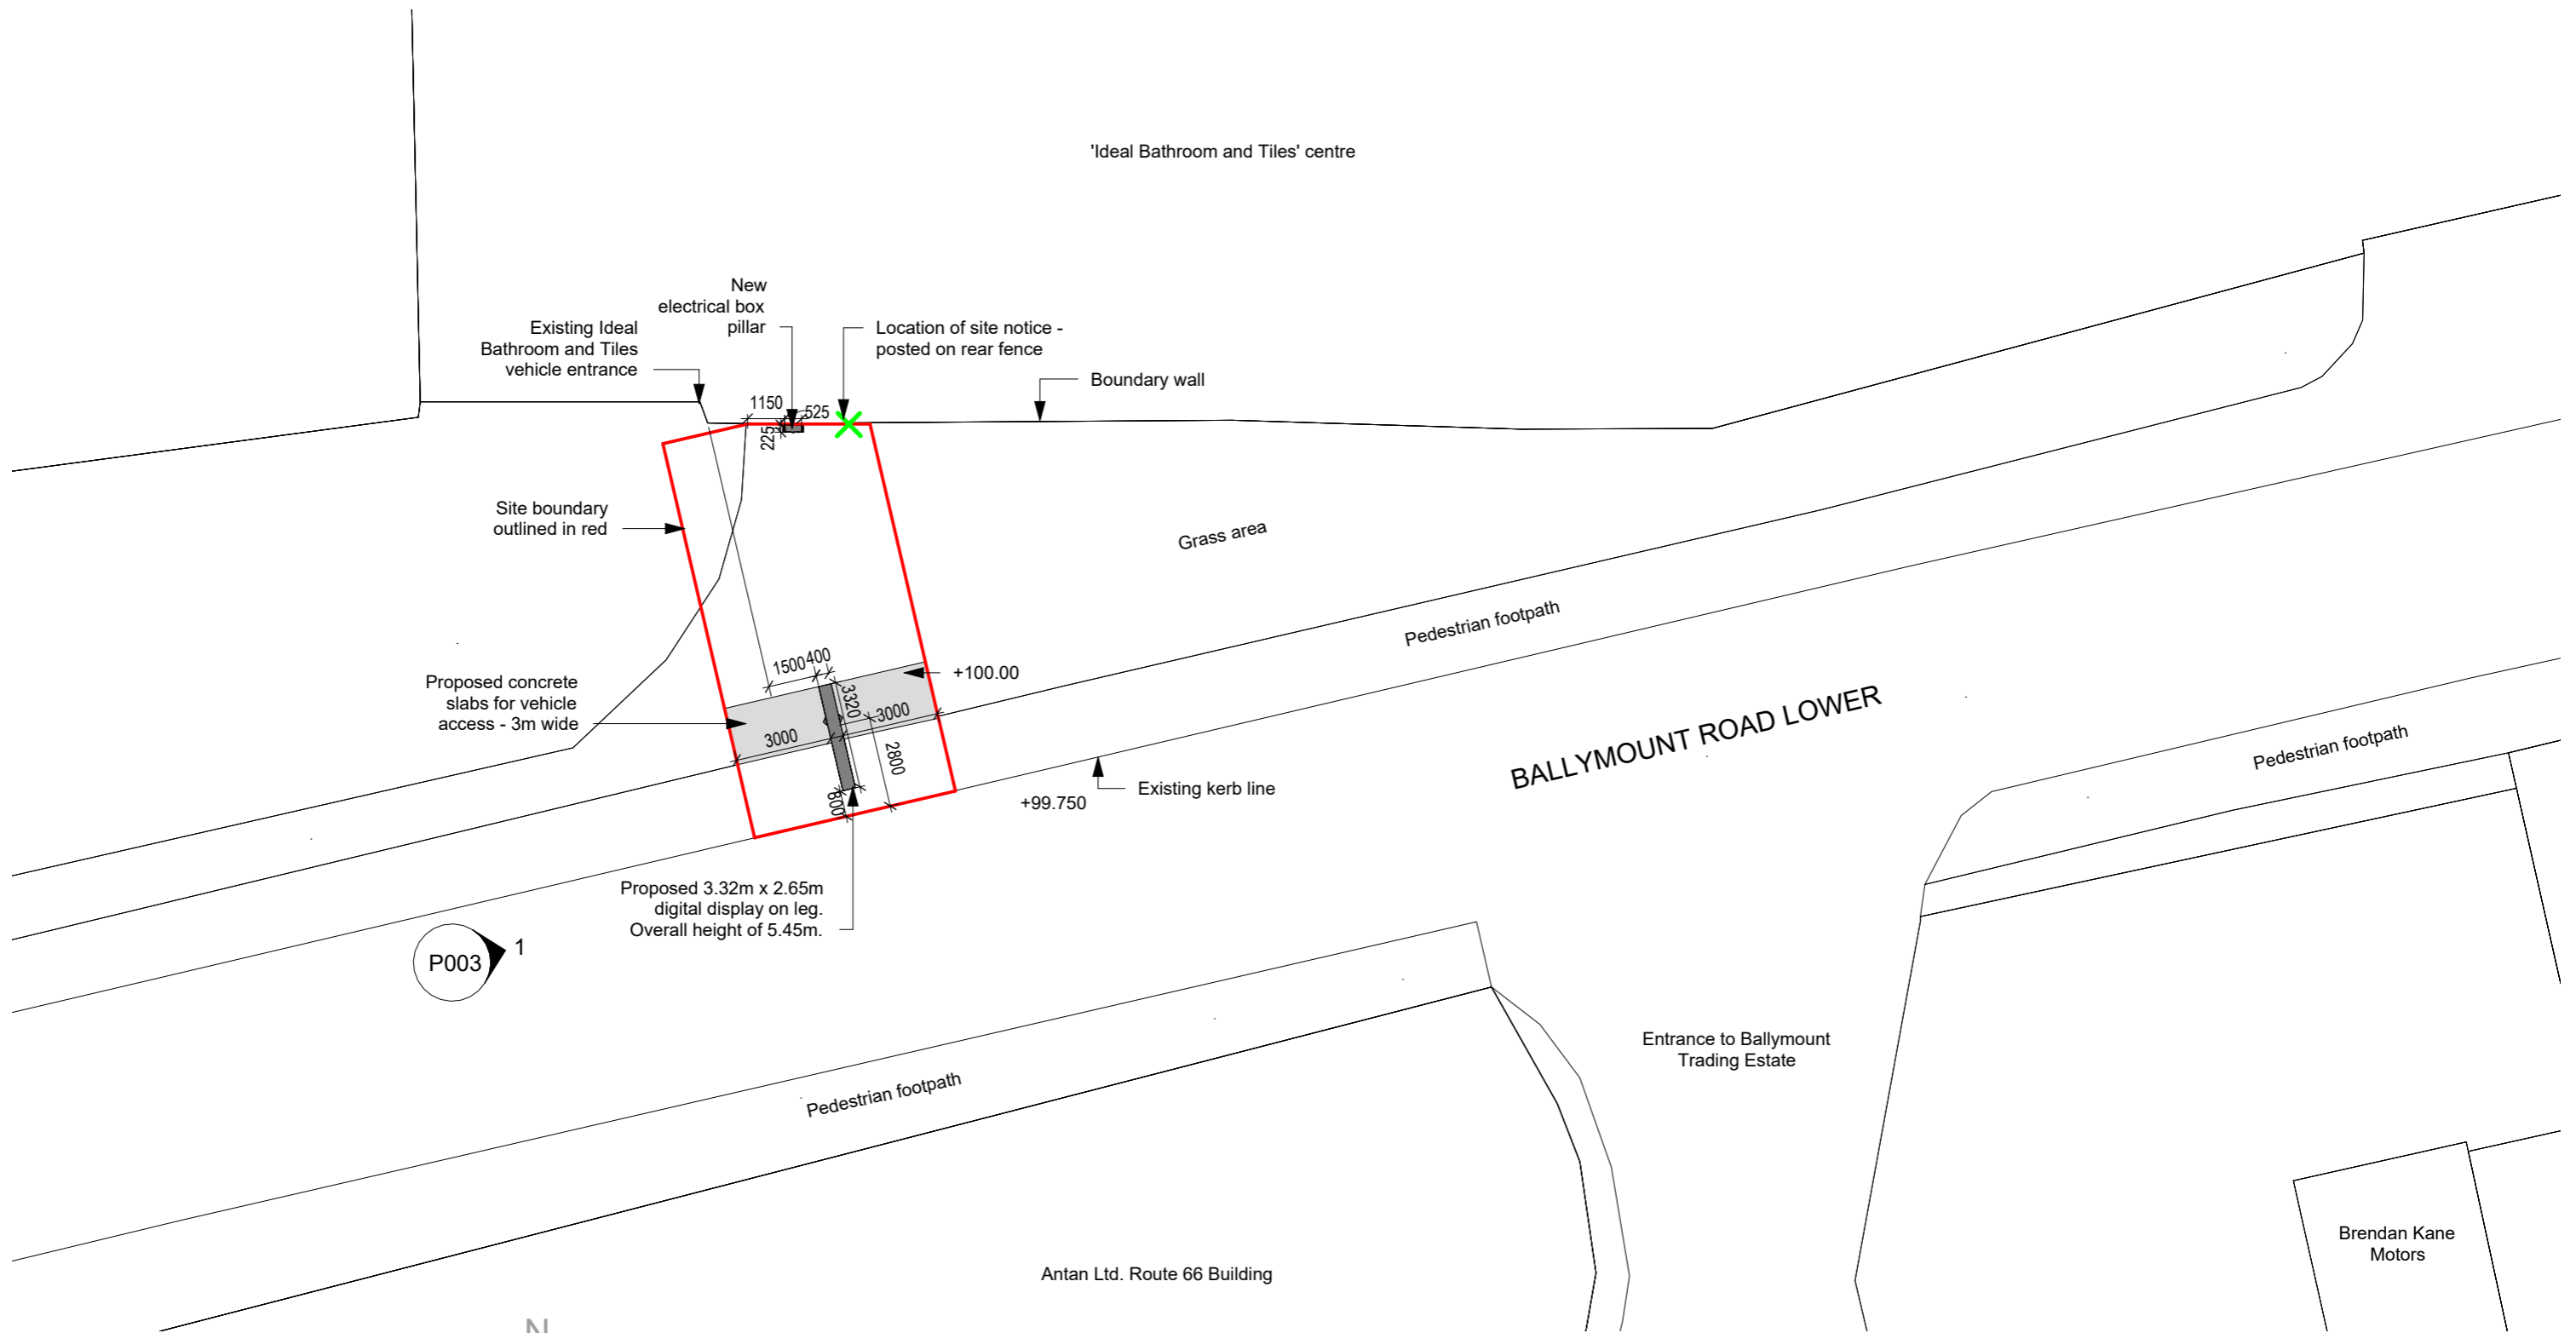 'Ideal Bathroom and Tiles' centre
New
electrical box
pillar
Existing Ideal
Bathroom and Tiles
vehicle entrance
Location of site notice -
posted on rear fence
Boundary wall
1150
525
225
Site boundary
outlined in red
Grass area
Pedestrian footpath
1500
400
+100.00
3320
3000
3000
2800
800
Proposed concrete
slabs for vehicle
access - 3m wide
BALLYMOUNT ROAD LOWER
Pedestrian footpath
Existing kerb line
+99.750
Proposed 3.32m x 2.65m
digital display on leg.
Overall height of 5.45m.
P003
1
Entrance to Ballymount
Trading Estate
Pedestrian footpath
Brendan Kane
Motors
Antan Ltd. Route 66 Building
N